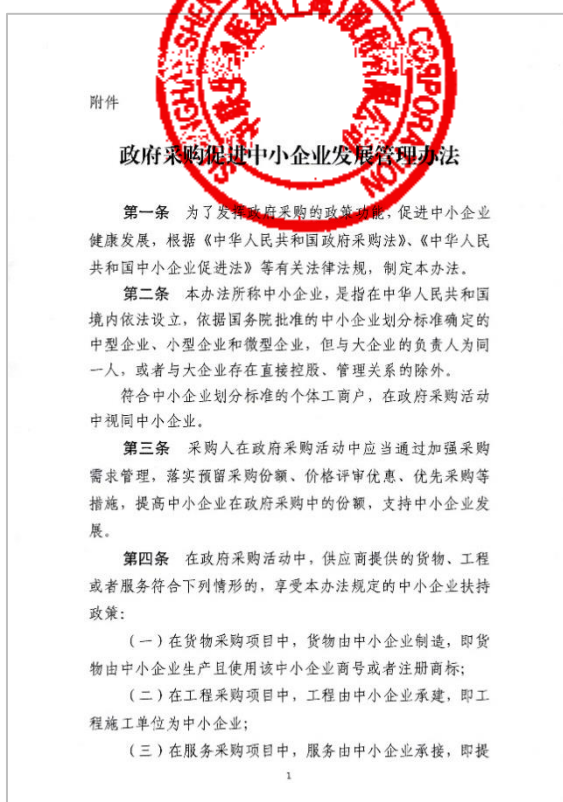 附件
政府采购促进中小企业发展管理办法
第一条 为了发挥政府采购的政策功能，促进中小企业
健康发展，根据《中华人民共和国政府采购法》、《中华人民
共和国中小企业促进法》等有关法律法规，制定本办法。
第二条 本办法所称中小企业，是指在中华人民共和国
境内依法设立，依据国务院批准的中小企业划分标准确定的
中型企业、小型企业和微型企业，但与大企业的负责人为同
一人，或者与大企业存在直接控股、管理关系的除外。
符合中小企业划分标准的个体工商户，在政府采购活动
中视同中小企业。
第三条 采购人在政府采购活动中应当通过加强采购
需求管理，落实预留采购份额、价格评审优惠、优先采购等
措施，提高中小企业在政府采购中的份额，支持中小企业发
展。
第四条 在政府采购活动中，供应商提供的货物、工程
或者服务符合下列情形的，享受本办法规定的中小企业扶持
政策：
（一）在货物采购项目中，货物由中小企业制造，即货
物由中小企业生产且使用该中小企业商号或者注册商标；
（二）在工程采购项目中，工程由中小企业承建，即工
程施工单位为中小企业；
（三）在服务采购项目中，服务由中小企业承接，即提
1